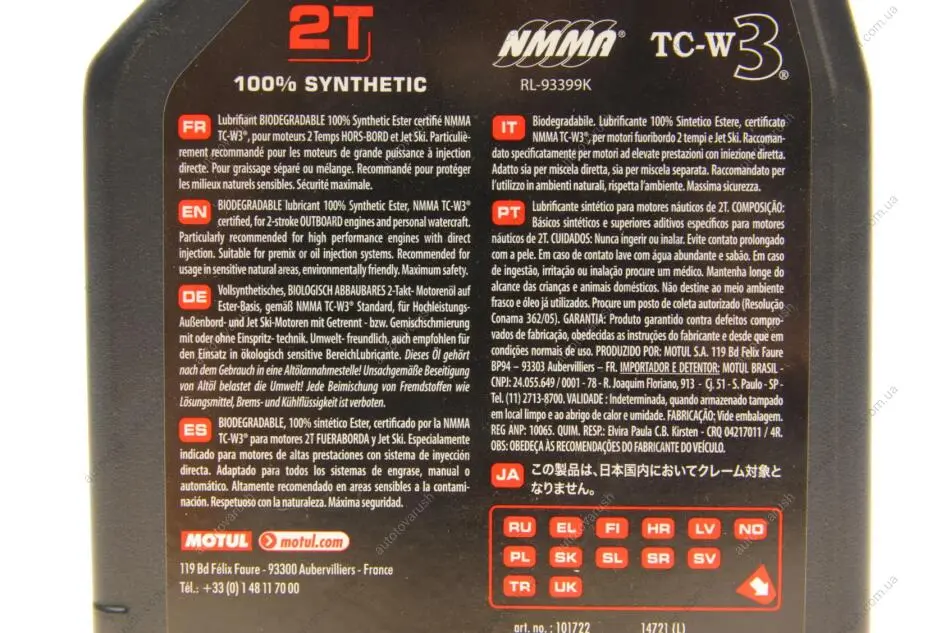 2T
100% SYNTHETIC
NMMA®
RL-93399K
TC-W3®
FR
Lubrifiant BIODEGRADABLE 100% Synthetic Ester certifié NMMA
TC-W3®, pour moteurs 2 Temps HORS-BORD et Jet Ski. Particuliè-
rement recommandé pour les moteurs de grande puissance à injection
directe. Pour graissage séparé ou mélange. Recommandé pour protéger
les milieux naturels sensibles. Sécurité maximale.
EN
BIODEGRADABLE lubricant 100% Synthetic Ester, NMMA TC-W3®
certified, for 2-stroke OUTBOARD engines and personal watercraft.
Particularly recommended for high performance engines with direct
injection. Suitable for premix or oil injection systems. Recommended for
usage in sensitive natural areas, environmentally friendly. Maximum safety.
DE
Vollsynthetisches, BIOLOGISCH ABBAUBARES 2-Takt- Motorenöl auf
Ester-Basis, gemäß NMMA TC-W3® Standard, für Hochleistungs-
Außenbord- und Jet Ski-Motoren mit Getrennt - bzw. Gemischschmierung
mit oder ohne Einspritz- technik. Umwelt- freundlich, auch empfohlen für
den Einsatz in ökologisch sensitive BereichLubricante. Dieses Öl gehört
nach dem Gebrauch in eine Altölannahmestelle! Unsachgemäße Beseitigung
von Altöl belastet die Umwelt! Jede Beimischung von Fremdstoffen wie
Lösungsmittel, Brems- und Kühlflüssigkeit ist verboten.
ES
BIODEGRADABLE, 100% sintético Ester, certificado por la NMMA
TC-W3® para motores 2T FUERABORDA y Jet Ski. Especialamente
indicado para motores de altas prestaciones con sistema de inyección
directa. Adaptado para todos los sistemas de engrase, manual o
automático. Altamente recomendado en areas sensibles a la contami-
nación. Respetuoso con la naturaleza. Máxima seguridad.
MOTUL motul.com
119 Bd Félix Faure - 93300 Aubervilliers - France
Tél.: +33 (0) 1 48 11 70 00
IT
Biodegradabile. Lubrificante 100% Sintetico Estere, certificato
NMMA TC-W3®, per motori fuoribordo 2 tempi e Jet Ski. Raccoman-
dato specificatamente per motori ad elevate prestazioni con iniezione diretta.
Adatto sia per miscela diretta, sia per miscela separata. Raccomandato per
l'utilizzo in ambienti naturali, rispetta l'ambiente. Massima sicurezza.
PT
Lubrificante sintético para motores náuticos de 2T. COMPOSIÇÃO:
Básicos sintéticos e superiores aditivos específicos para motores
náuticos de 2T. CUIDADOS: Nunca ingerir ou inalar. Evite contato prolongado
com a pele. Em caso de contato lave com água abundante e sabão. Em caso
de ingestão, irritação ou inalação procure um médico. Mantenha longe do
alcance das crianças e animais domésticos. Não destine ao meio ambiente
frasco e óleo já utilizados. Procure um posto de coleta autorizado (Resolução
Conama 362/05). GARANTIA: Produto garantido contra defeitos compro-
vados de fabricação, obedecidas as instruções do fabricante e desde que em
condições normais de uso. PRODUZIDO POR: MOTUL S.A. 119 Bd Felix Faure
BP94 – 93303 Aubervilliers – FR. IMPORTADOR E DETENTOR: MOTUL BRASIL -
CNPJ: 24.055.649 / 0001 - 78 - R. Joaquim Floriano, 913 - Cj. 51 - S. Paulo - SP -
Tel. (11) 2713-8700. VALIDADE : Indeterminada, quando armazenado tampado
em local limpo e ao abrigo de calor e umidade. FABRICAÇÃO: Vide embalagem.
REG ANP: 10065. QUIM. RESP.: Elvira Paula C.B. Kirsten - CRQ 04217011 / 4R.
OBS: OBEDEÇA ÀS RECOMENDAÇÕES DO FABRICANTE DO VEÍCULO.
JA
この製品は、日本国内においてクレーム対象と
なりません。
RU EL FI HR LV NO
PL SK SL SR SV
TR UK
art. no. : 101722 14721 (L)
autotovarush.com.ua